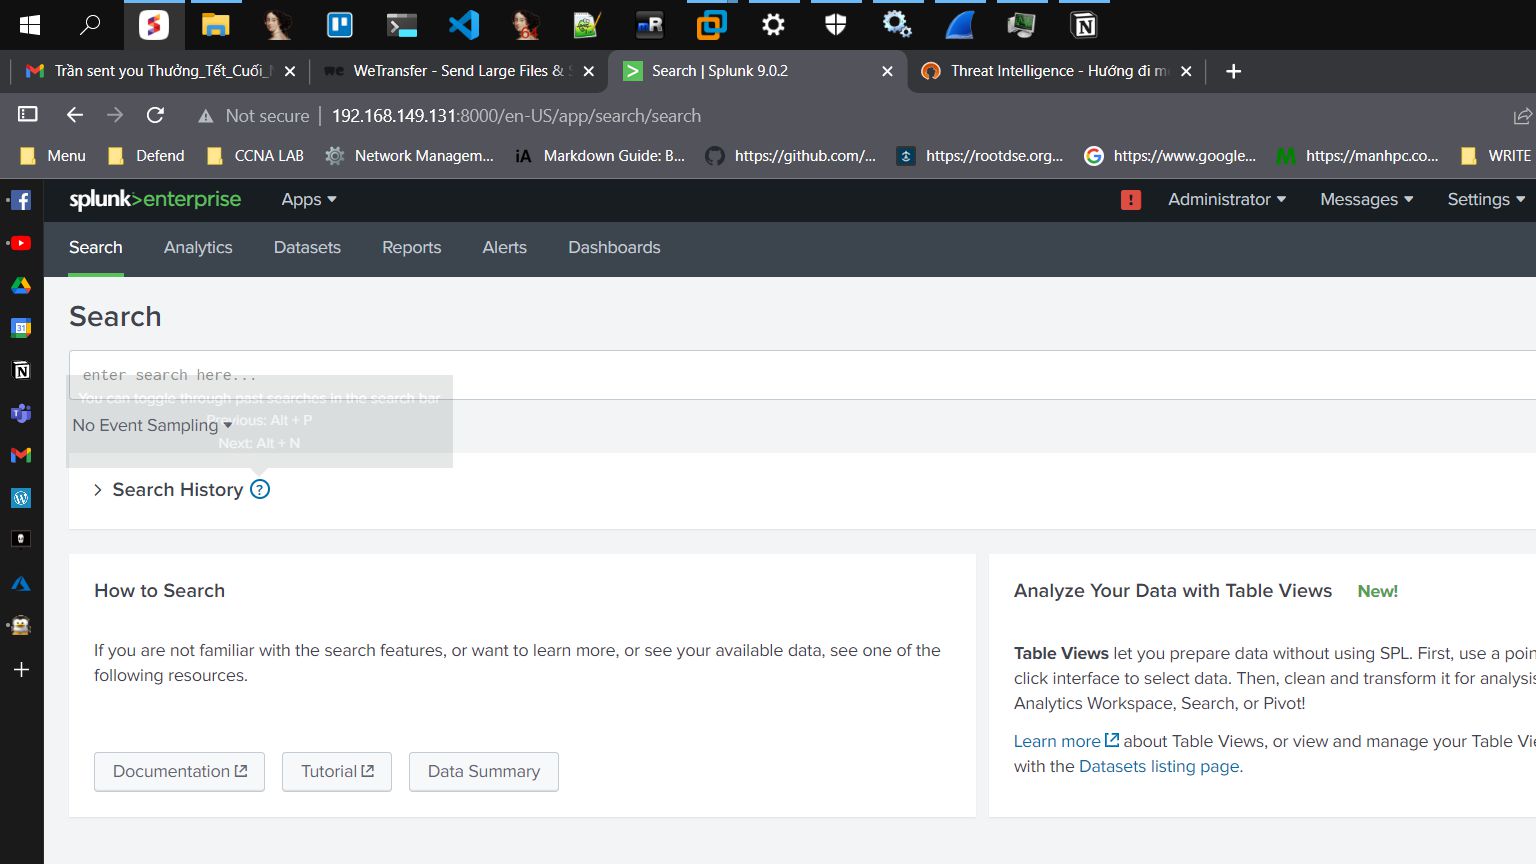 Trần sent you Thưởng_Tết_Cuối_
WeTransfer - Send Large Files &
Search | Splunk 9.0.2
Threat Intelligence - Hướng đi m
Not secure
192.168.149.131:8000/en-US/app/search/search
Menu
Defend
CCNA LAB
Network Managem...
iA
Markdown Guide: B...
https://github.com/...
https://rootdse.org...
https://www.google...
https://manhpc.co...
WRITE
splunk>enterprise
Apps
Administrator
Messages
Settings
Search
Analytics
Datasets
Reports
Alerts
Dashboards
Search
enter search here...
You can toggle through past searches in the search bar
Previous: Alt + P
No Event Sampling
Next: Alt + N
Search History
How to Search
If you are not familiar with the search features, or want to learn more, or see your available data, see one of the
following resources.
Documentation
Tutorial
Data Summary
Analyze Your Data with Table Views New!
Table Views let you prepare data without using SPL. First, use a poin
click interface to select data. Then, clean and transform it for analysis
Analytics Workspace, Search, or Pivot!
Learn more about Table Views, or view and manage your Table Vie
with the Datasets listing page.